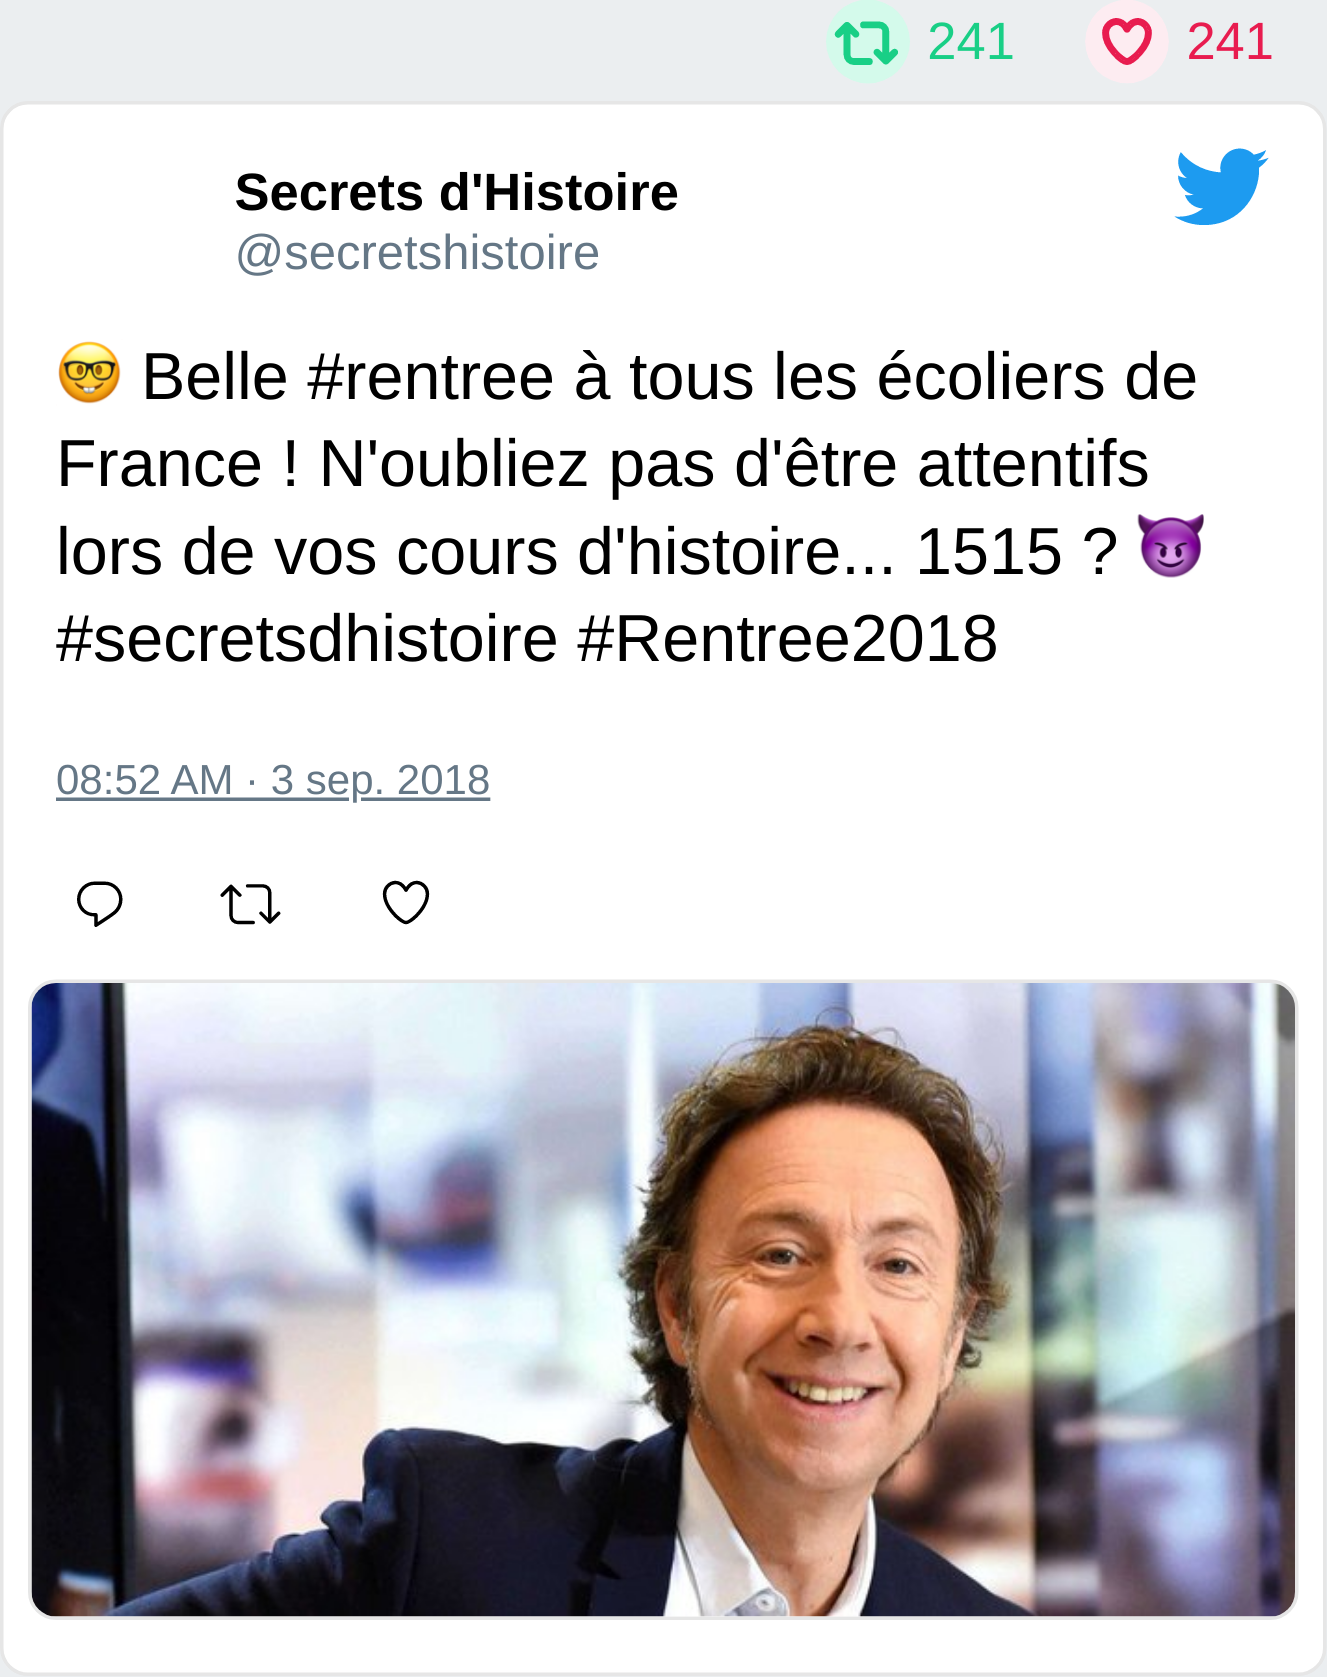 241 241
Secrets d'Histoire
@secretshistoire
🤓 Belle #rentree à tous les écoliers de
France ! N'oubliez pas d'être attentifs
lors de vos cours d'histoire... 1515 ? 😈
#secretsdhistoire #Rentree2018
08:52 AM · 3 sep. 2018